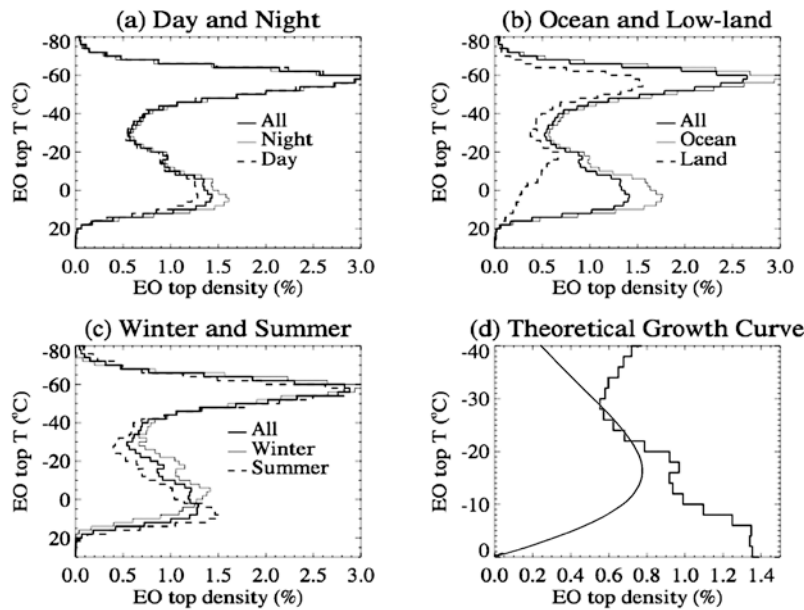 (a) Day and Night
-80
-60
-40
-20
0
20
EO top T (°C)
All
Night
Day
0.0 0.5 1.0 1.5 2.0 2.5 3.0
EO top density (%)
(b) Ocean and Low-land
-80
-60
-40
-20
0
20
EO top T (°C)
All
Ocean
Land
0.0 0.5 1.0 1.5 2.0 2.5 3.0
EO top density (%)
(c) Winter and Summer
-80
-60
-40
-20
0
20
EO top T (°C)
All
Winter
Summer
0.0 0.5 1.0 1.5 2.0 2.5 3.0
EO top density (%)
(d) Theoretical Growth Curve
-40
-30
-20
-10
0
EO top T (°C)
0.0 0.2 0.4 0.6 0.8 1.0 1.2 1.4
EO top density (%)